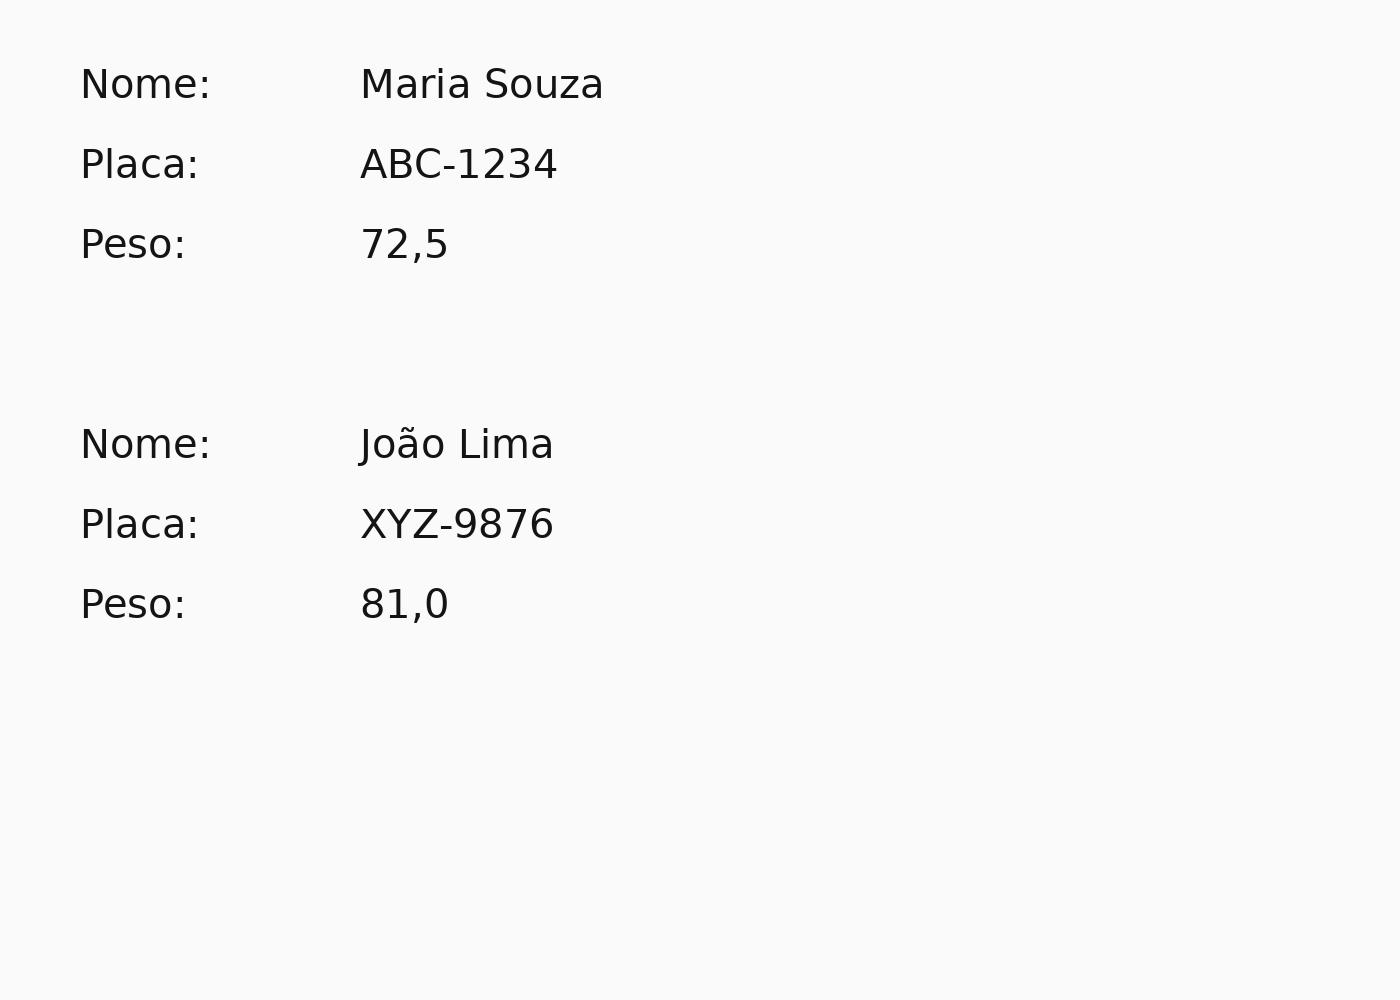 Nome: Maria Souza
Placa: ABC-1234
Peso: 72,5
Nome: João Lima
Placa: XYZ-9876
Peso: 81,0